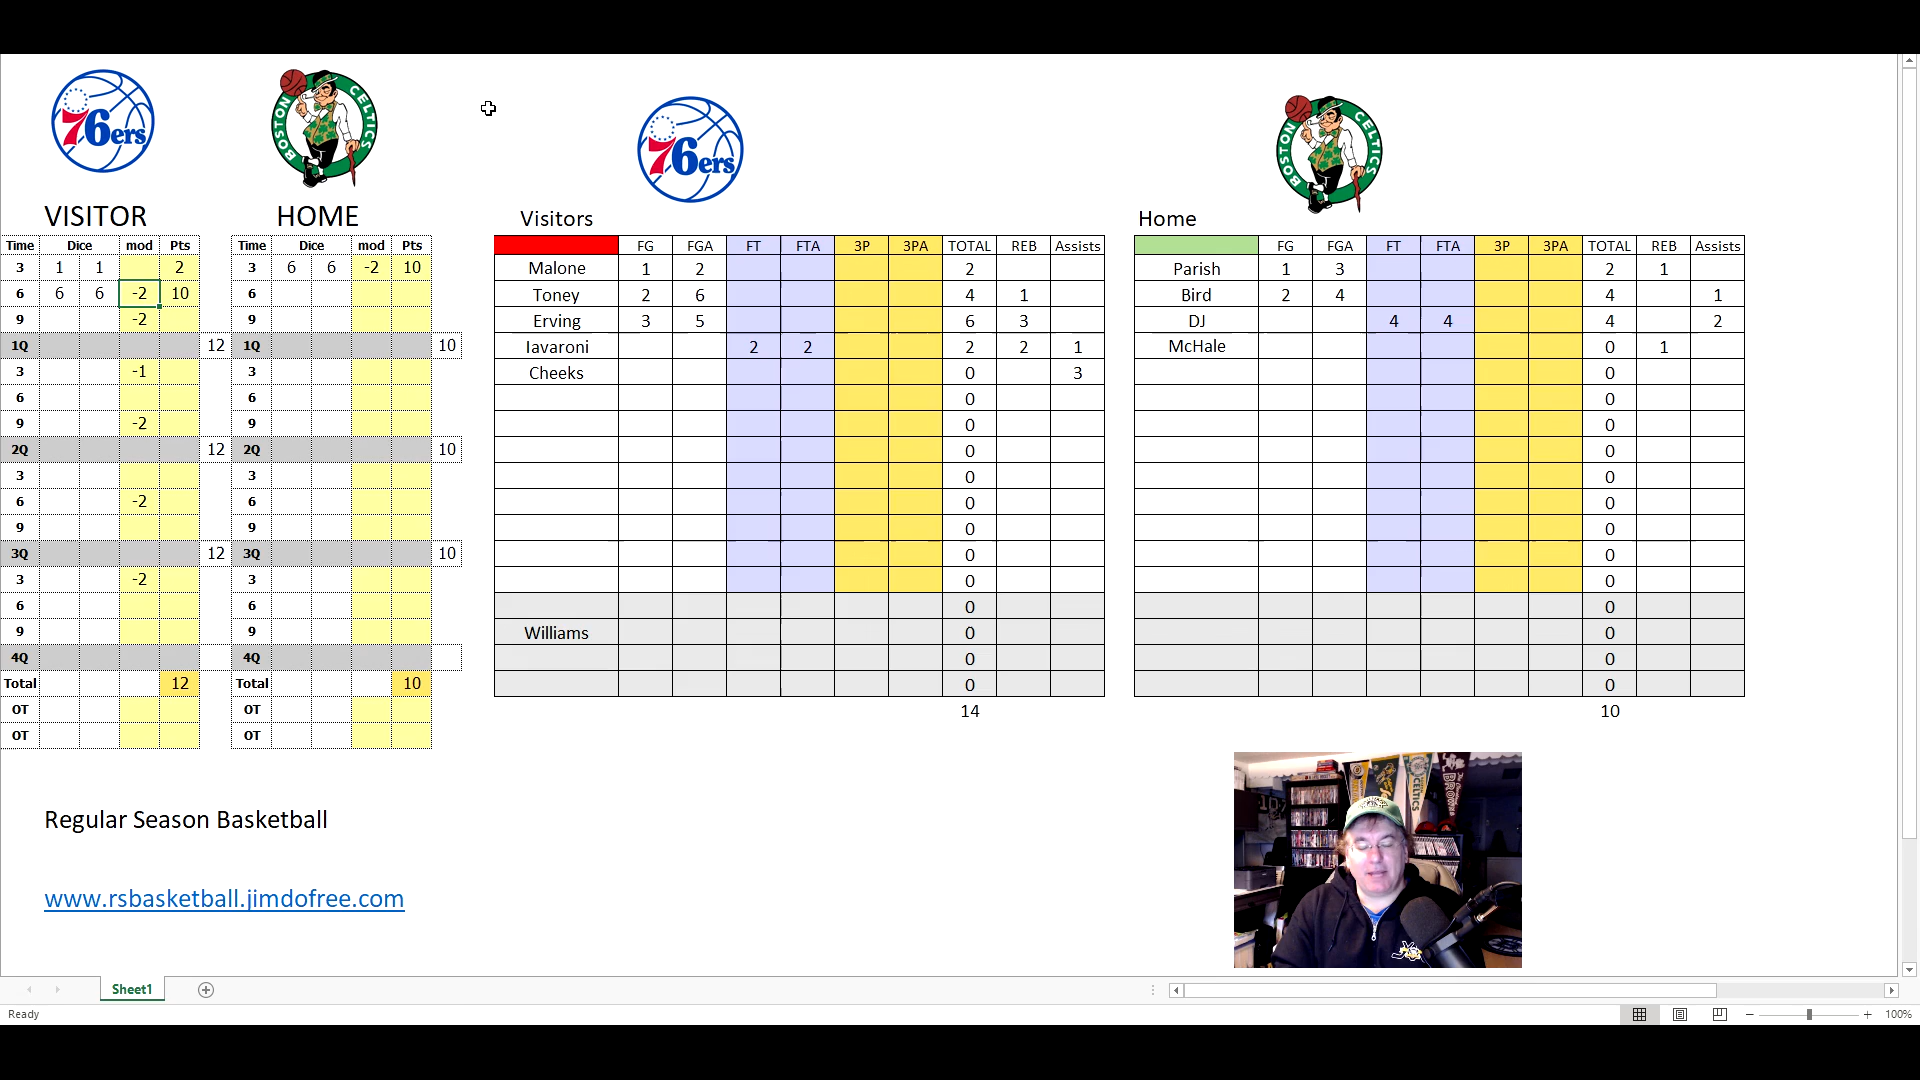 76ers
BOSTON CELTICS
76ers
BOSTON CELTICS
VISITOR HOME
Visitors Home
Time Dice mod Pts Time Dice mod Pts
FG FGA FT FTA 3P 3PA TOTAL REB Assists FG FGA FT FTA 3P 3PA TOTAL REB Assists
3 1 1 2 3 6 6 -2 10 Malone 1 2 2 Parish 1 3 2 1
6 6 6 -2 10 6 Toney 2 6 4 1 Bird 2 4 4 1
9 -2 9 Erving 3 5 6 3 DJ 4 4 4 2
1Q 12 1Q 10 Iavaroni 2 2 2 2 1 McHale 0 1
3 -1 3 Cheeks 0 3 0
6 6 0 0
9 -2 9 0 0
2Q 12 2Q 10 0 0
3 3 0 0
6 -2 6 0 0
9 9 0 0
3Q 12 3Q 10 0 0
3 -2 3 0 0
6 6 0 0
9 9 Williams 0 0
4Q 4Q 0 0
Total 12 Total 10 0 0
OT OT 14 10
OT OT
Regular Season Basketball
www.rsbasketball.jimdofree.com
CELTICS
Sheet1
Ready 100%